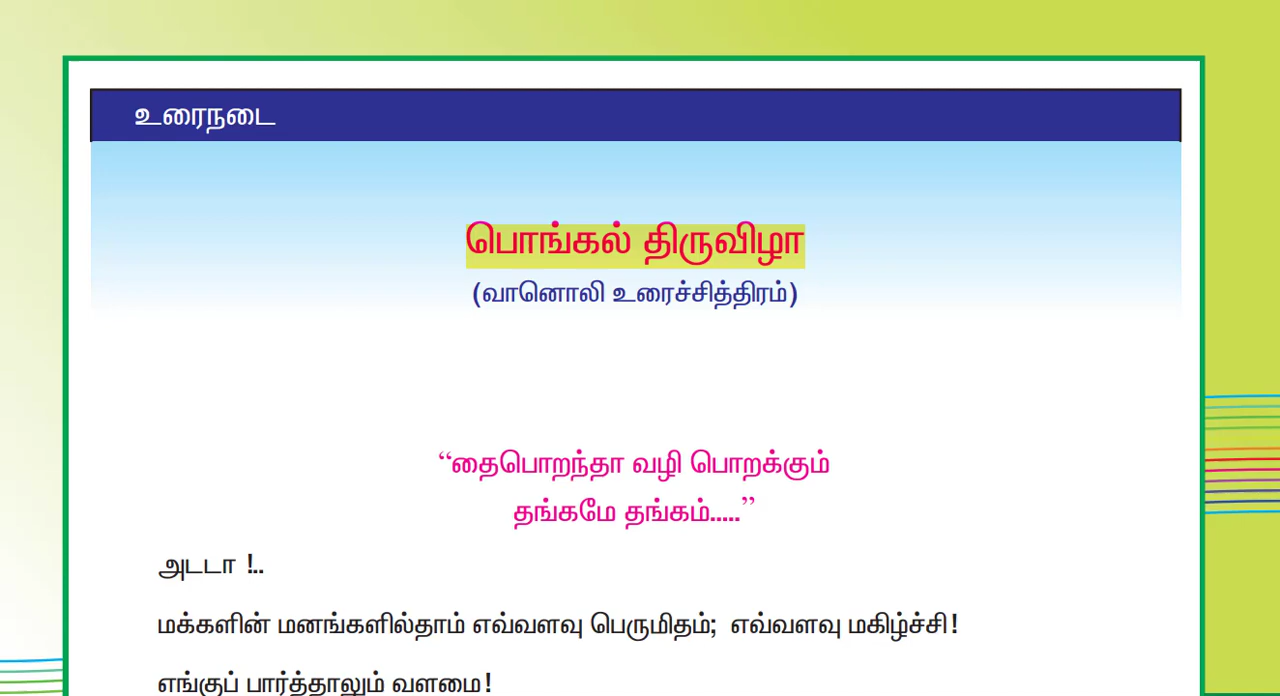 உரைநடை
பொங்கல் திருவிழா
(வானொலி உரைச்சித்திரம்)
“தைபொறந்தா வழி பொறக்கும்
தங்கமே தங்கம்.....”
அடடா !..
மக்களின் மனங்களில்தாம் எவ்வளவு பெருமிதம்; எவ்வளவு மகிழ்ச்சி!
எங்குப் பார்த்தாலும் வளமை!